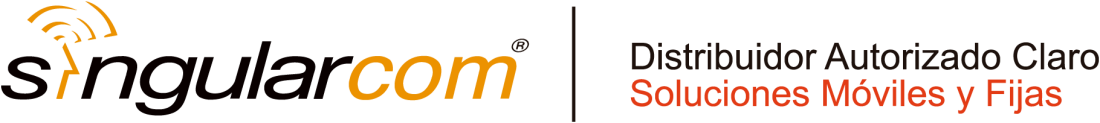 singularcom®
Distribuidor Autorizado Claro
Soluciones Móviles y Fijas